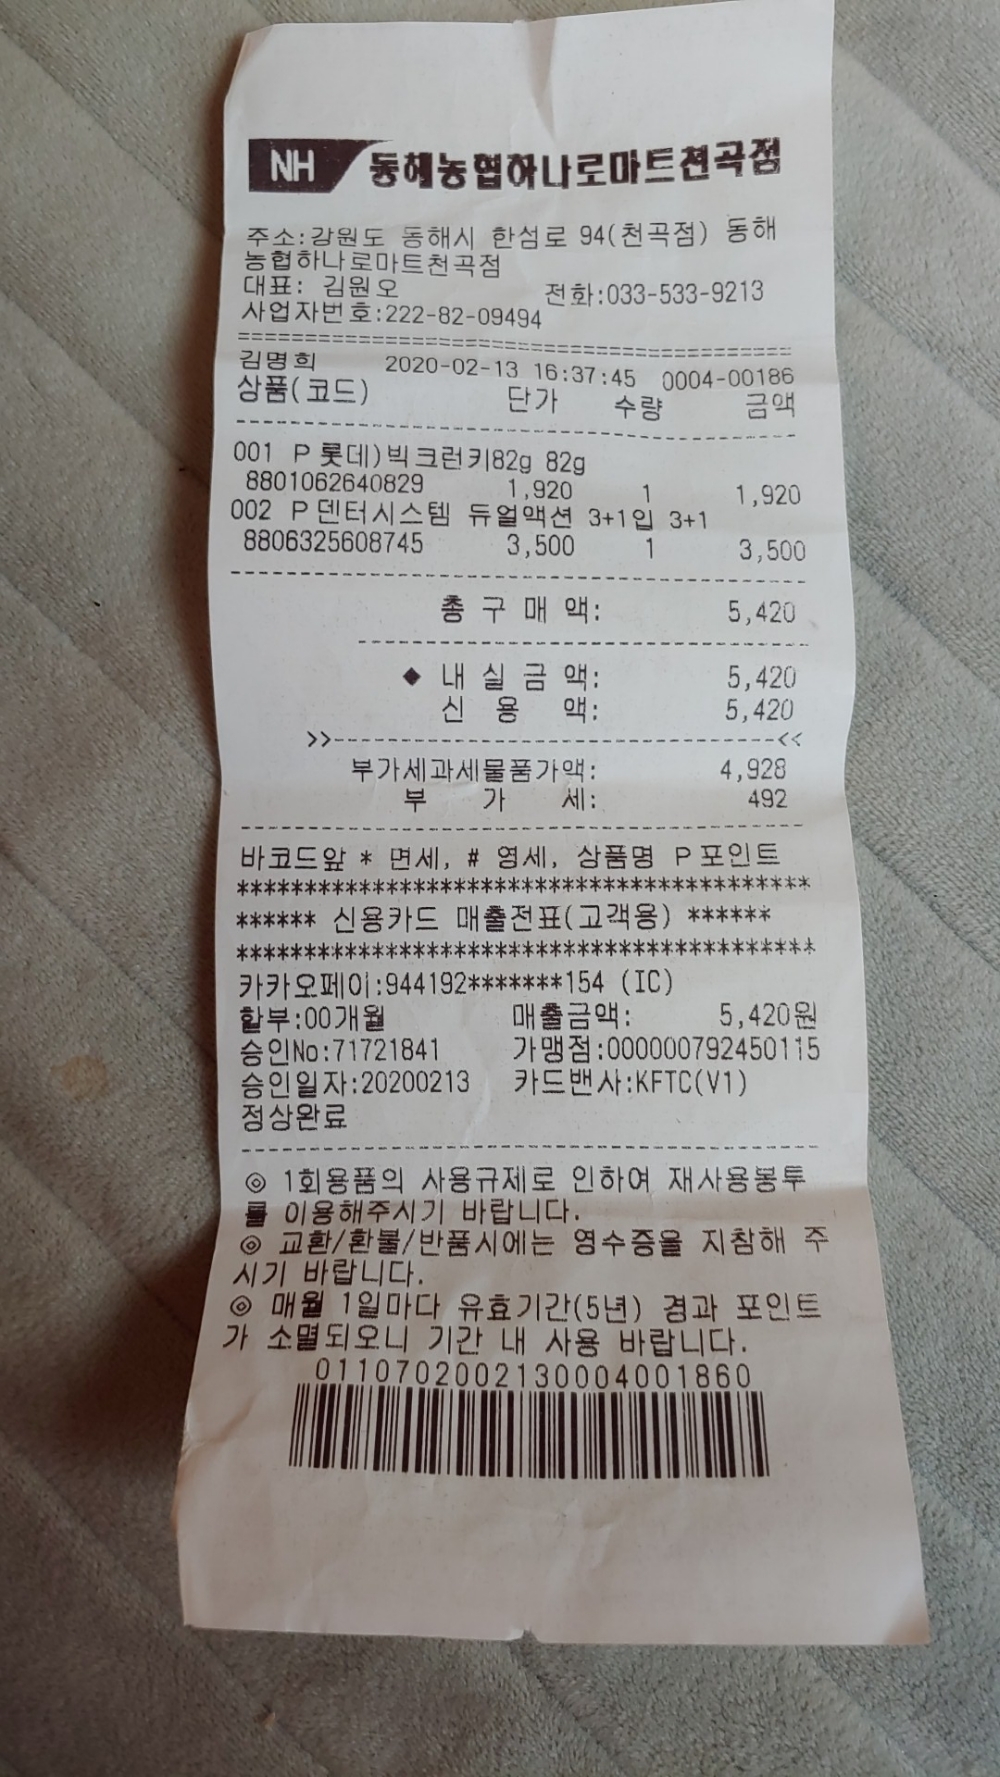 NH 동해농협하나로마트천곡점
주소:강원도 동해시 한섬로 94(천곡점) 동해
농협하나로마트천곡점
대표: 김원오 전화:033-533-9213
사업자번호:222-82-09494
================================================
김명희 2020-02-13 16:37:45 0004-00186
상품(코드) 단가 수량 금액
------------------------------------------------
001 P 롯데)빅크런키82g 82g
8801062640829 1,920 1 1,920
002 P 덴터시스템 듀얼액션 3+1입 3+1
8806325608745 3,500 1 3,500
------------------------------------------------
총 구 매 액: 5,420
--------------------------------------
◆ 내 실 금 액: 5,420
신 용 액: 5,420
>>--------------------------------------<<
부가세과세물품가액: 4,928
부 가 세: 492
------------------------------------------------
바코드앞 * 면세, # 영세, 상품명 P 포인트
******************************************
****** 신용카드 매출전표(고객용) ******
******************************************
카카오페이:944192*******154 (IC)
할부:00개월 매출금액: 5,420원
승인No:71721841 가맹점:000000792450115
승인일자:20200213 카드밴사:KFTC(V1)
정상완료
------------------------------------------------
◎ 1회용품의 사용규제로 인하여 재사용봉투
를 이용해주시기 바랍니다.
◎ 교환/환불/반품시에는 영수증을 지참해 주
시기 바랍니다.
◎ 매월 1일마다 유효기간(5년) 경과 포인트
가 소멸되오니 기간 내 사용 바랍니다.
01107020021300040018​60